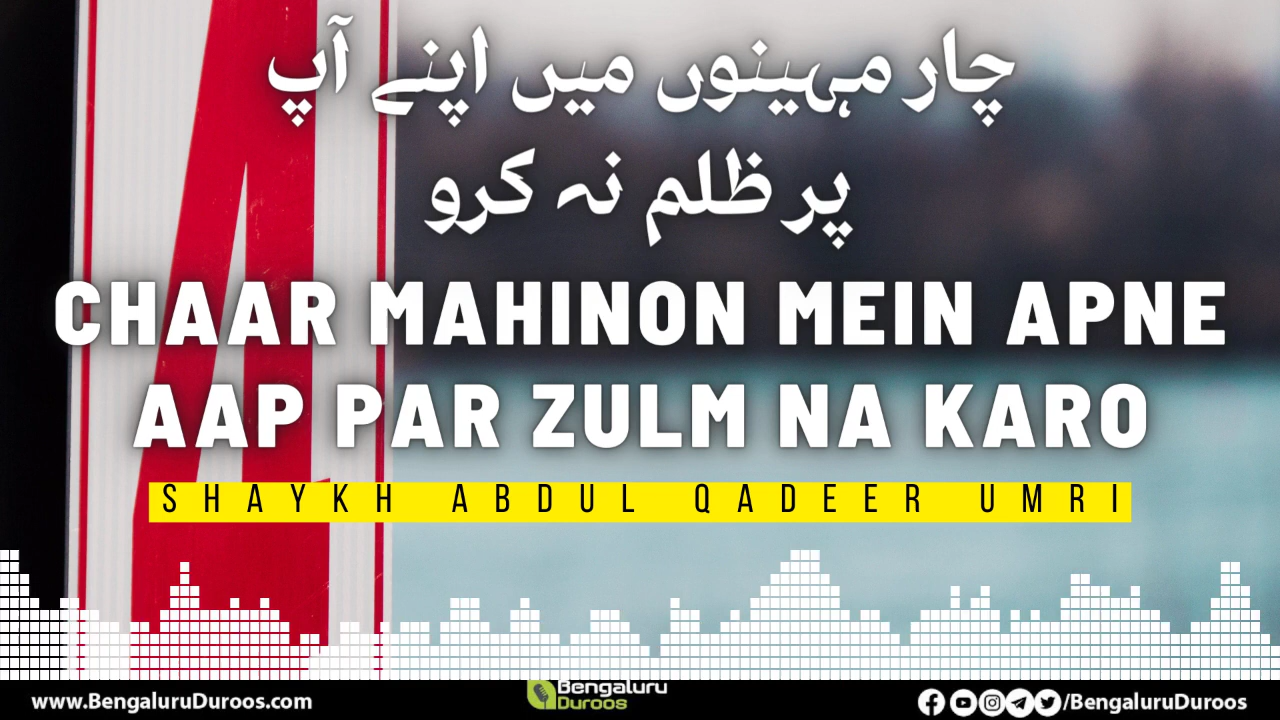 چار مہینوں میں اپنے آپ
پر ظلم نہ کرو
CHAAR MAHINON MEIN APNE
AAP PAR ZULM NA KARO
SHAYKH ABDUL QADEER UMRI
www.BengaluruDuroos.com
Bengaluru
Duroos
/BengaluruDuroos